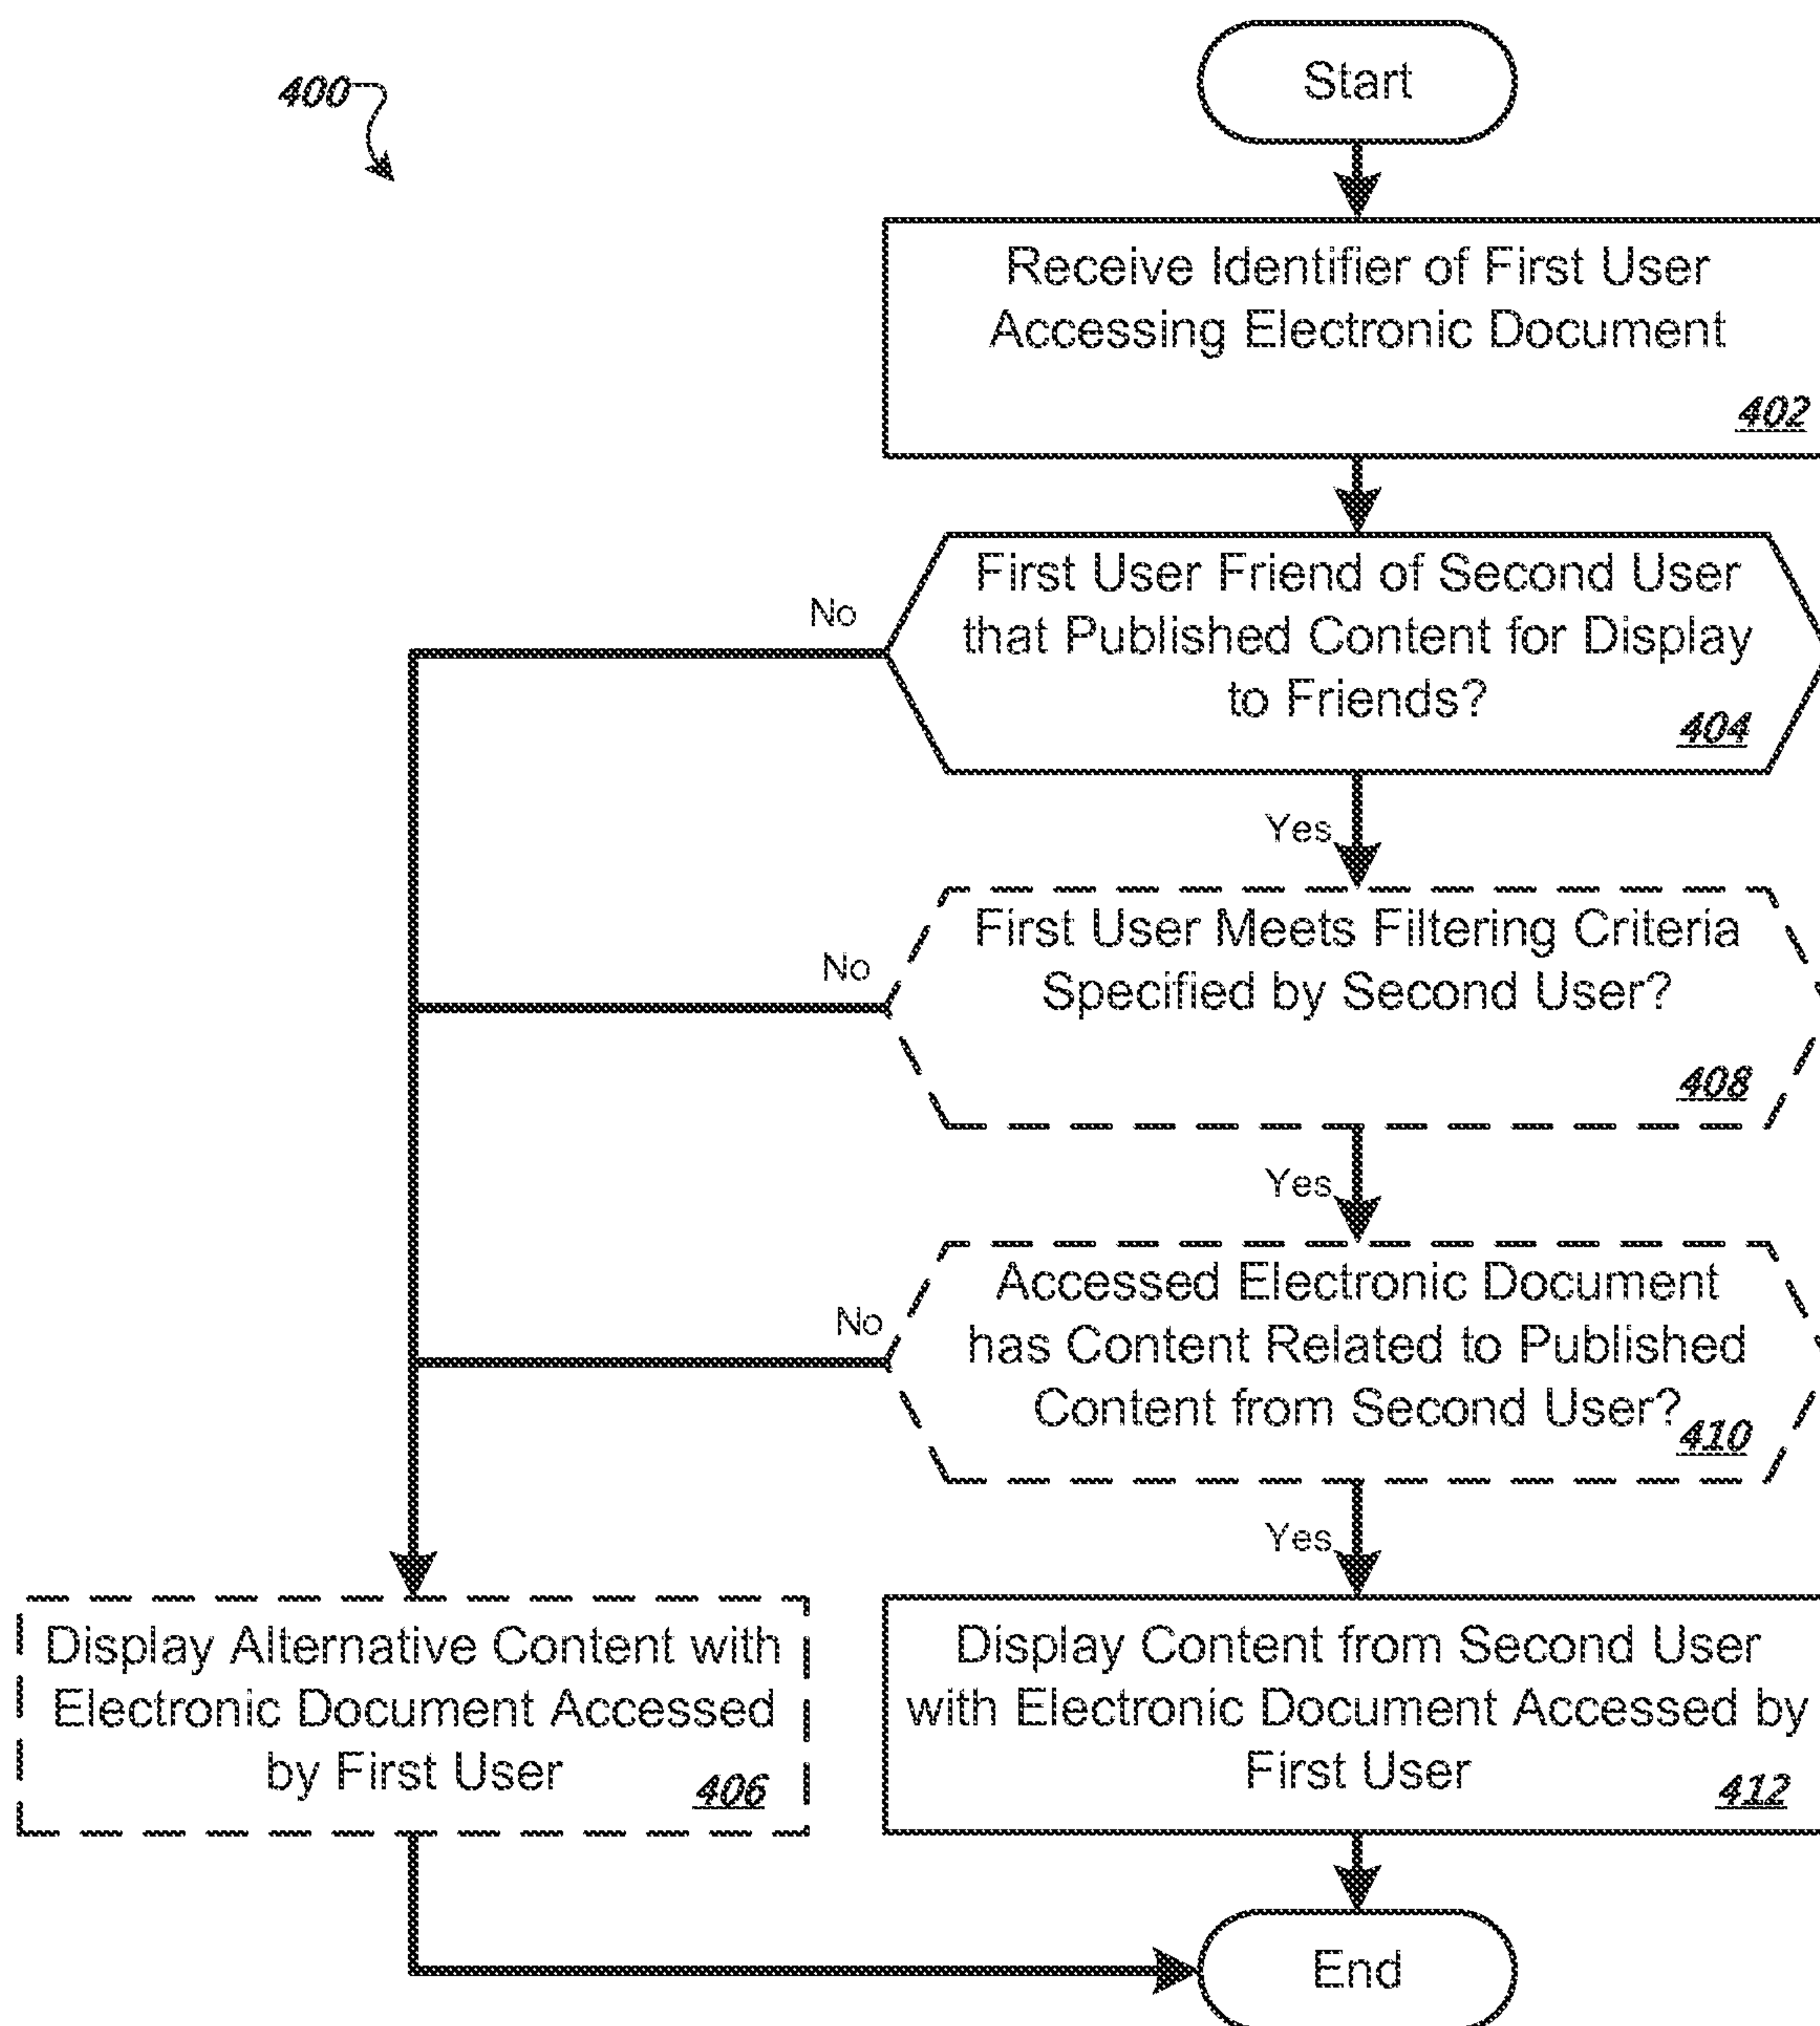 400
Start
Receive Identifier of First User
Accessing Electronic Document
402
First User Friend of Second User
that Published Content for Display
to Friends?
404
No
Yes
First User Meets Filtering Criteria
Specified by Second User?
408
No
Yes
Accessed Electronic Document
has Content Related to Published
Content from Second User?
410
No
Yes
Display Alternative Content with
Electronic Document Accessed
by First User
406
Display Content from Second User
with Electronic Document Accessed by
First User
412
End